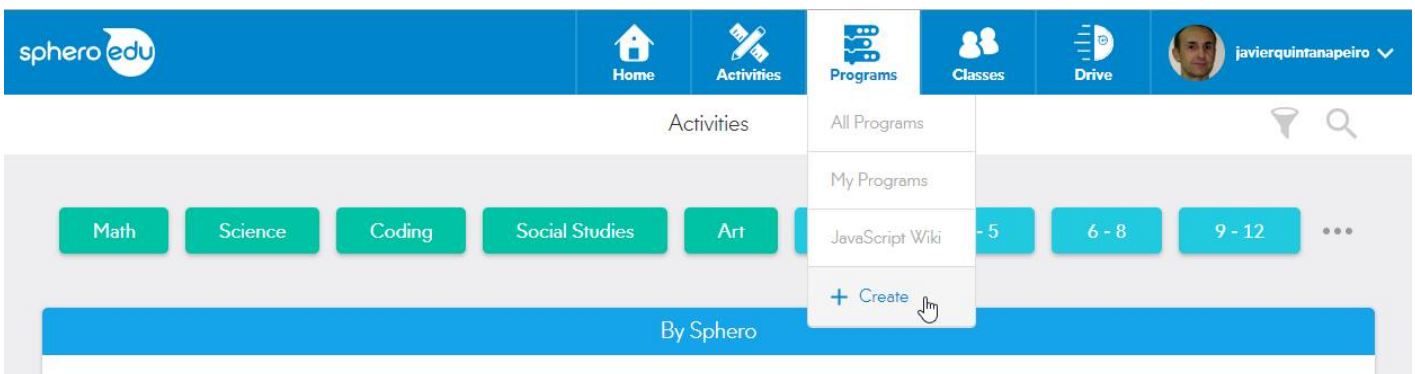 sphero edu
Home
Activities
Programs
Classes
Drive
javierquintanapeiro
Activities
All Programs
My Programs
JavaScript Wiki
+ Create
Math
Science
Coding
Social Studies
Art
- 5
6 - 8
9 - 12
By Sphero